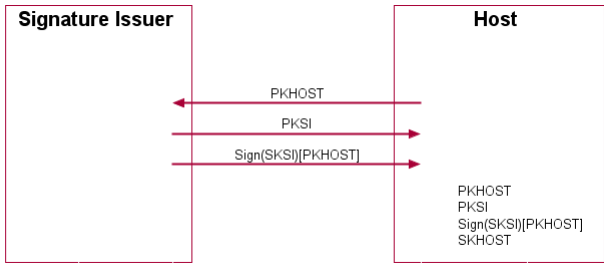 Signature Issuer
Host
PKHOST
PKSI
Sign(SKSI)[PKHOST]
PKHOST
PKSI
Sign(SKSI)[PKHOST]
SKHOST